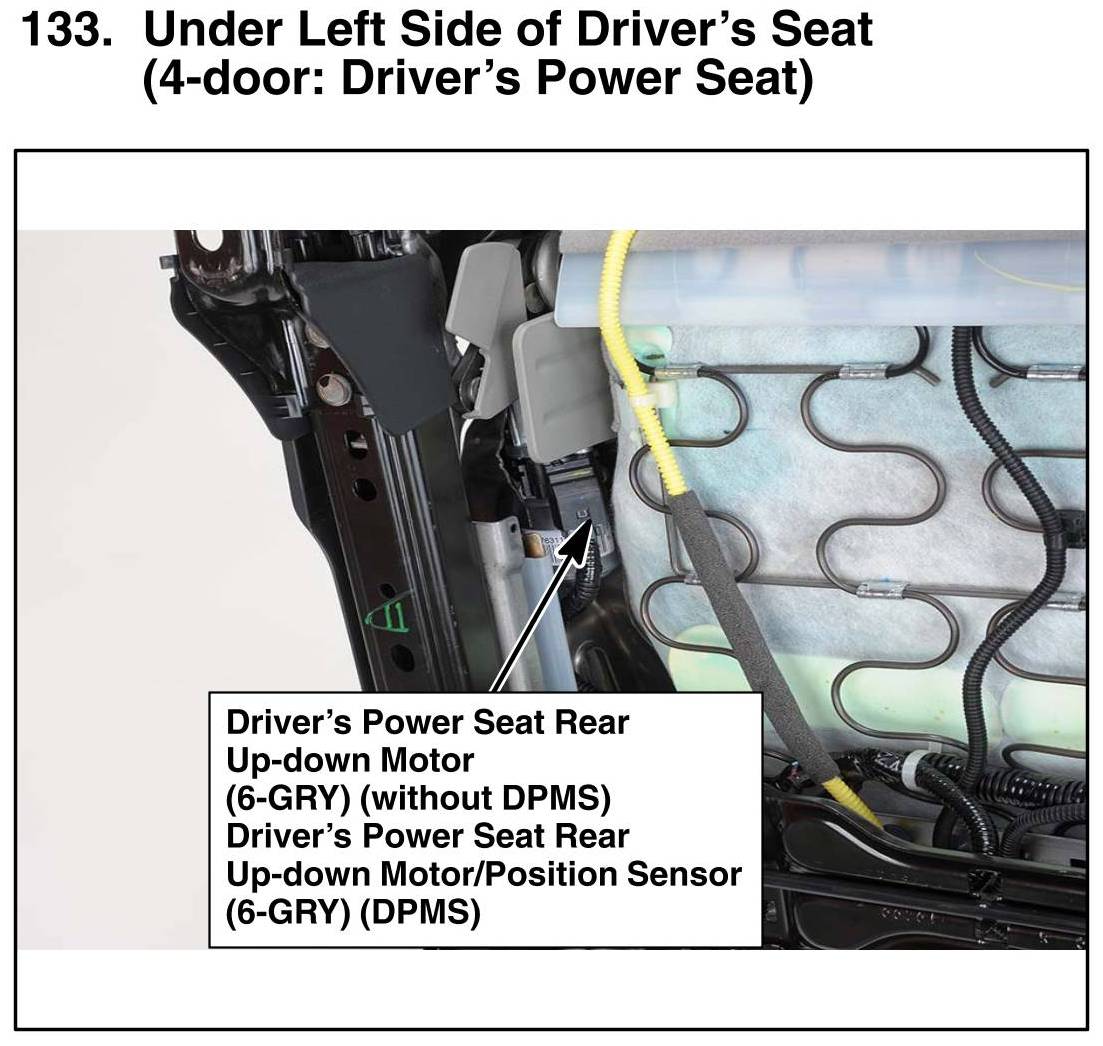 133. Under Left Side of Driver’s Seat
(4-door: Driver’s Power Seat)
A
Driver’s Power Seat Rear
Up-down Motor
(6-GRY) (without DPMS)
Driver’s Power Seat Rear
Up-down Motor/Position Sensor
(6-GRY) (DPMS)